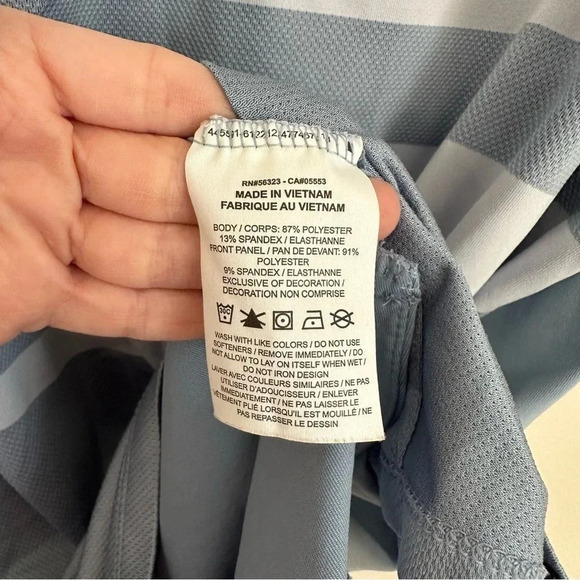 RN#56323 - CA#05553
MADE IN VIETNAM
FABRIQUE AU VIETNAM
BODY / CORPS: 87% POLYESTER
13% SPANDEX / ELASTHANNE
FRONT PANEL / PAN DE DEVANT: 91%
POLYESTER
9% SPANDEX / ELASTHANNE
EXCLUSIVE OF DECORATION /
DECORATION NON COMPRISE
30C
WASH WITH LIKE COLORS / DO NOT USE
SOFTENERS / REMOVE IMMEDIATELY / DO
NOT ALLOW TO LAY ON ITSELF WHEN WET /
DO NOT IRON DESIGN
LAVER AVEC COULEURS SIMILAIRES / NE PAS
UTILISER D'ADOUCISSEUR / ENLEVER
IMMÉDIATEMENT / NE PAS LAISSER LE
VÊTEMENT PLIÉ LORSQU'IL EST MOUILLÉ / NE
PAS REPASSER LE DESSIN